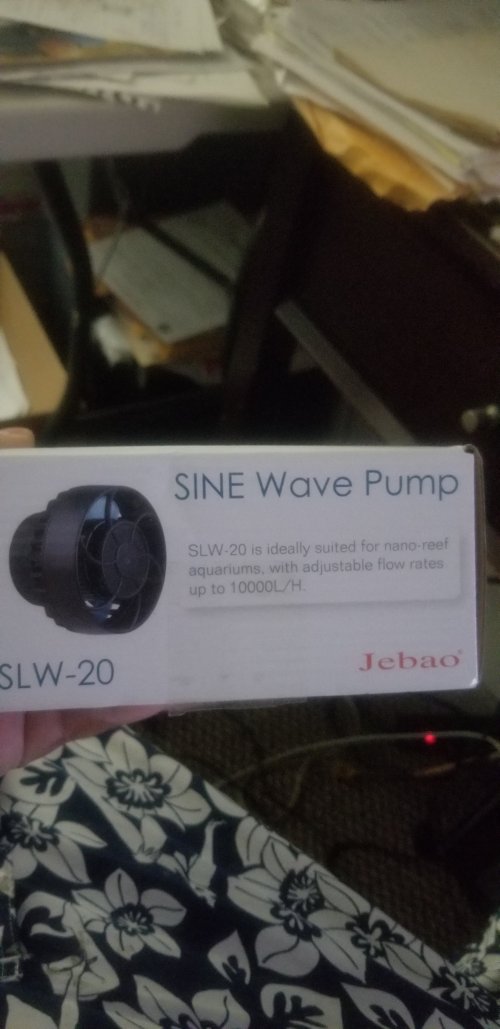 SINE Wave Pump
SLW-20 is ideally suited for nano-reef
aquariums, with adjustable flow rates
up to 10000L/H.
Jebao®
SLW-20